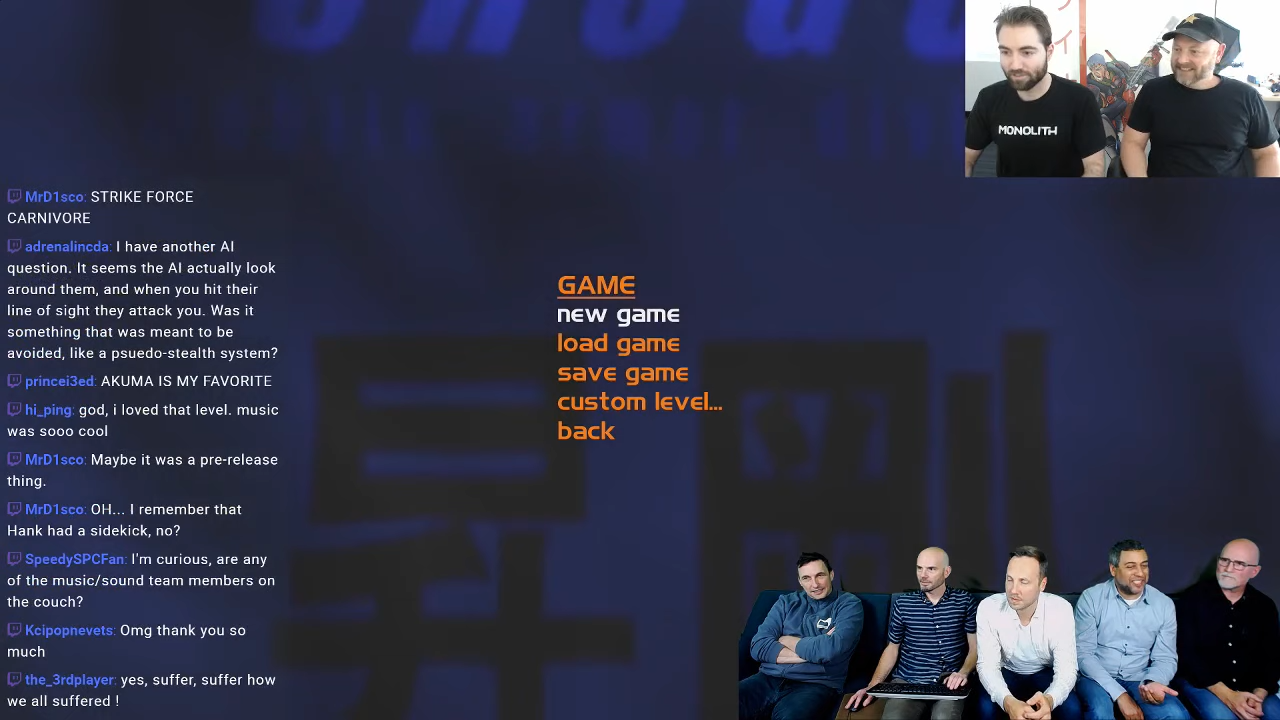 MrD1sco: STRIKE FORCE
CARNIVORE
adrenalincda: I have another AI
question. It seems the AI actually look
around them, and when you hit their
line of sight they attack you. Was it
something that was meant to be
avoided, like a psuedo-stealth system?
princei3ed: AKUMA IS MY FAVORITE
hi_ping: god, i loved that level. music
was sooo cool
MrD1sco: Maybe it was a pre-release
thing.
MrD1sco: OH... I remember that
Hank had a sidekick, no?
SpeedySPCFan: I'm curious, are any
of the music/sound team members on
the couch?
Kcipopnevets: Omg thank you so
much
the_3rdplayer: yes, suffer, suffer how
we all suffered !
GAME
new game
load game
save game
custom level...
back
MONOLITH